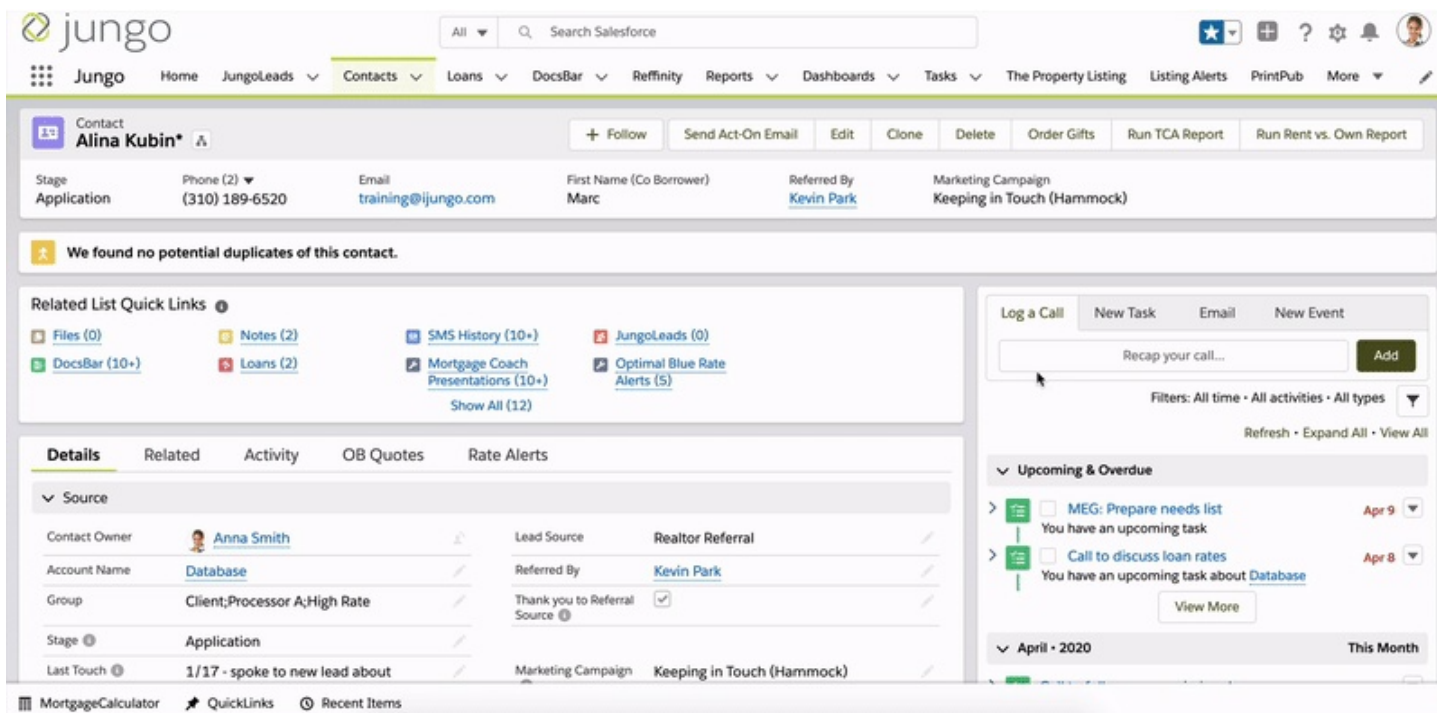 jungo
All
Search Salesforce
Jungo Home JungoLeads Contacts Loans DocsBar Reffinity Reports Dashboards Tasks The Property Listing Listing Alerts PrintPub More
Contact
Alina Kubin*
+ Follow Send Act-On Email Edit Clone Delete Order Gifts Run TCA Report Run Rent vs. Own Report
Stage Phone (2) Email First Name (Co Borrower) Referred By Marketing Campaign
Application (310) 189-6520 training@ijungo.com Marc Kevin Park Keeping in Touch (Hammock)
We found no potential duplicates of this contact.
Related List Quick Links
Files (0) Notes (2) SMS History (10+) JungoLeads (0)
DocsBar (10+) Loans (2) Mortgage Coach Presentations (10+) Optimal Blue Rate Alerts (5)
Show All (12)
Details Related Activity OB Quotes Rate Alerts
Source
Contact Owner Anna Smith Lead Source Realtor Referral
Account Name Database Referred By Kevin Park
Group Client;Processor A;High Rate Thank you to Referral Source
Stage Application
Last Touch 1/17 - spoke to new lead about Marketing Campaign Keeping in Touch (Hammock)
Log a Call New Task Email New Event
Recap your call... Add
Filters: All time • All activities • All types
Refresh • Expand All • View All
Upcoming & Overdue
MEG: Prepare needs list Apr 9
You have an upcoming task
Call to discuss loan rates Apr 8
You have an upcoming task about Database
View More
April • 2020 This Month
MortgageCalculator QuickLinks Recent Items